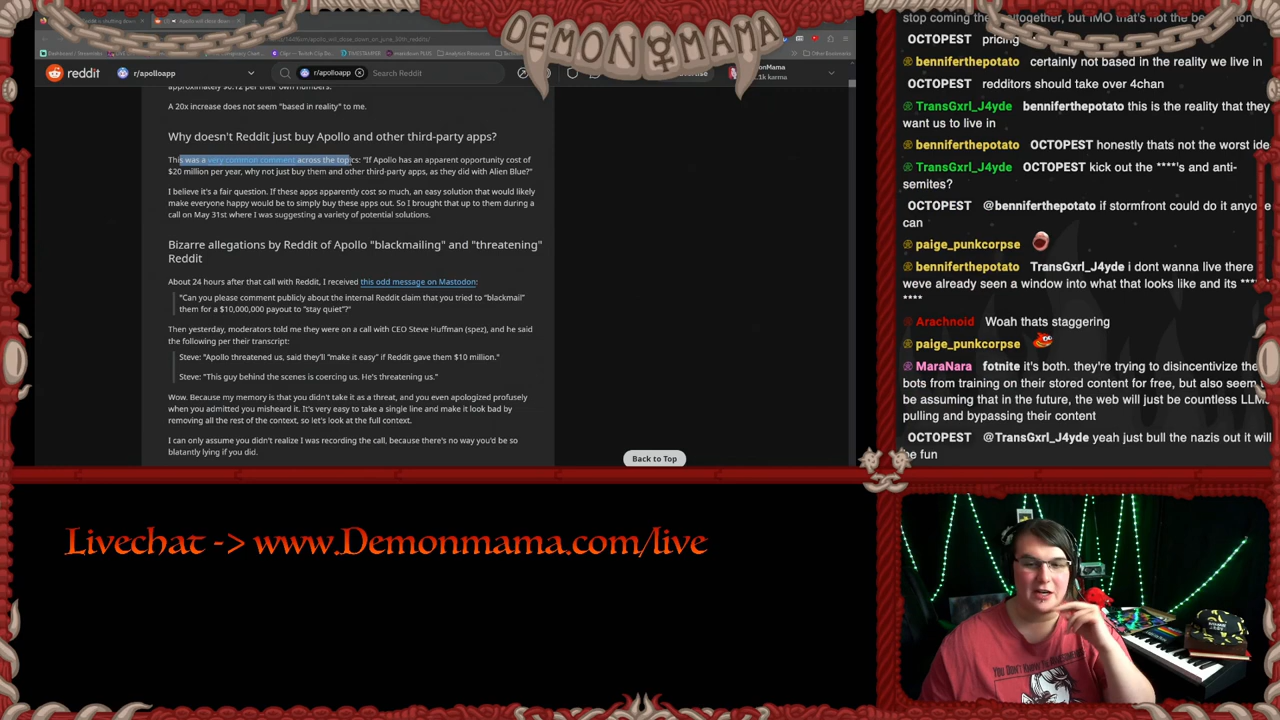 DEMON MAMA
reddit
r/apolloapp
r/apolloapp
Search Reddit
DemonMama
1k karma
A 20x increase does not seem "based in reality" to me.
Why doesn't Reddit just buy Apollo and other third-party apps?
This was a very common comment across the topics: "If Apollo has an apparent opportunity cost of
$20 million per year, why not just buy them and other third-party apps, as they did with Alien Blue?"
I believe it's a fair question. If these apps apparently cost so much, an easy solution that would likely
make everyone happy would be to simply buy these apps out. So I brought that up to them during a
call on May 31st where I was suggesting a variety of potential solutions.
Bizarre allegations by Reddit of Apollo "blackmailing" and "threatening"
Reddit
About 24 hours after that call with Reddit, I received this odd message on Mastodon:
"Can you please comment publicly about the internal Reddit claim that you tried to “blackmail”
them for a $10,000,000 payout to “stay quiet”?"
Then yesterday, moderators told me they were on a call with CEO Steve Huffman (spez), and he said
the following per their transcript:
Steve: "Apollo threatened us, said they’ll “make it easy” if Reddit gave them $10 million."
Steve: "This guy behind the scenes is coercing us. He's threatening us."
Wow. Because my memory is that you didn't take it as a threat, and you even apologized profusely
when you admitted you misheard it. It's very easy to take a single line and make it look bad by
removing all the rest of the context, so let's look at the full context.
I can only assume you didn't realize I was recording the call, because there's no way you'd be so
blatantly lying if you did.
Back to Top
Livechat -> www.Demonmama.com/live
OCTOPEST pricing
benniferthepotato certainly not based in the reality we live in
OCTOPEST redditors should take over 4chan
TransGxrl_J4yde benniferthepotato this is the reality that they
want us to live in
benniferthepotato OCTOPEST honestly thats not the worst ide
TransGxrl_J4yde OCTOPEST kick out the ****'s and anti-
semites?
OCTOPEST @benniferthepotato if stormfront could do it anyone
can
paige_punkcorpse
benniferthepotato TransGxrl_J4yde i dont wanna live there
weve already seen a window into what that looks like and its ****
****
Arachnoid Woah thats staggering
paige_punkcorpse
MaraNara fotnite it's both. they're trying to disincentivize the
bots from training on their stored content for free, but also seem t
be assuming that in the future, the web will just be countless LLM
pulling and bypassing their content
OCTOPEST @TransGxrl_J4yde yeah just bull the nazis out it will
be fun